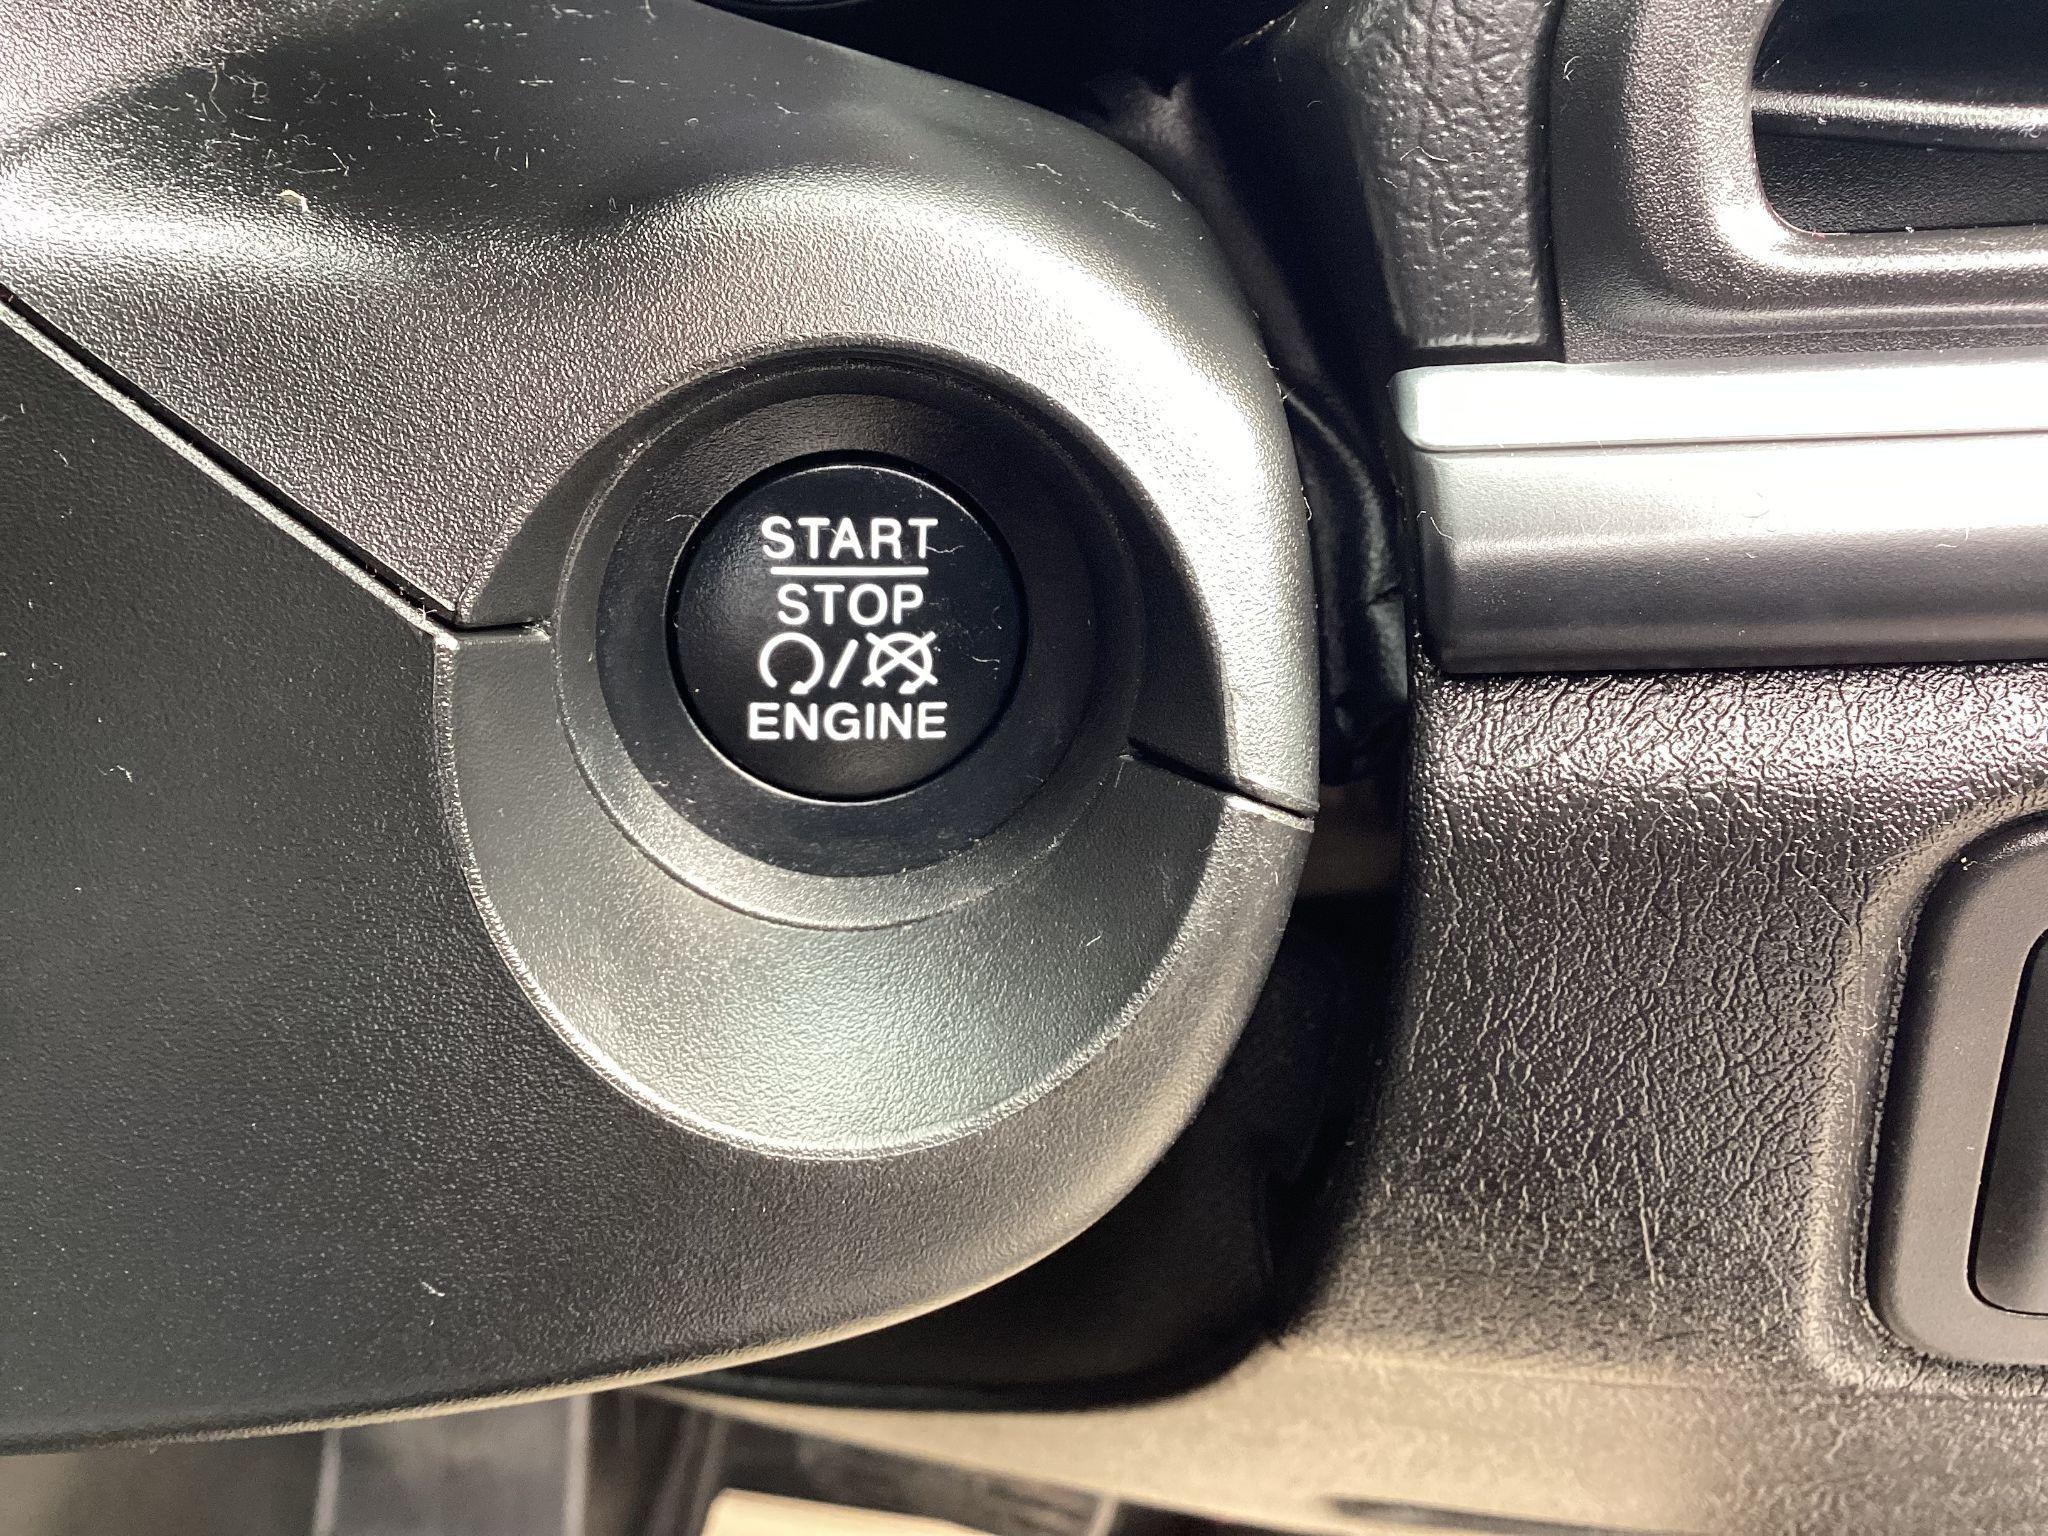 START
STOP
/
ENGINE